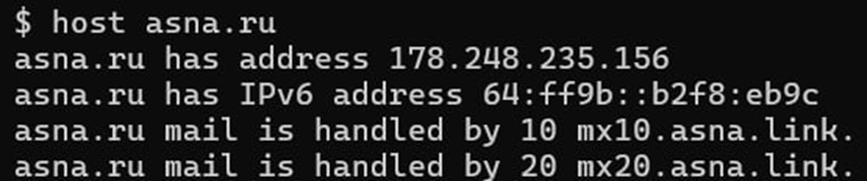 $ host asna.ru
asna.ru has address 178.248.235.156
asna.ru has IPv6 address 64:ff9b::b2f8:eb9c
asna.ru mail is handled by 10 mx10.asna.link.
asna.ru mail is handled by 20 mx20.asna.link.